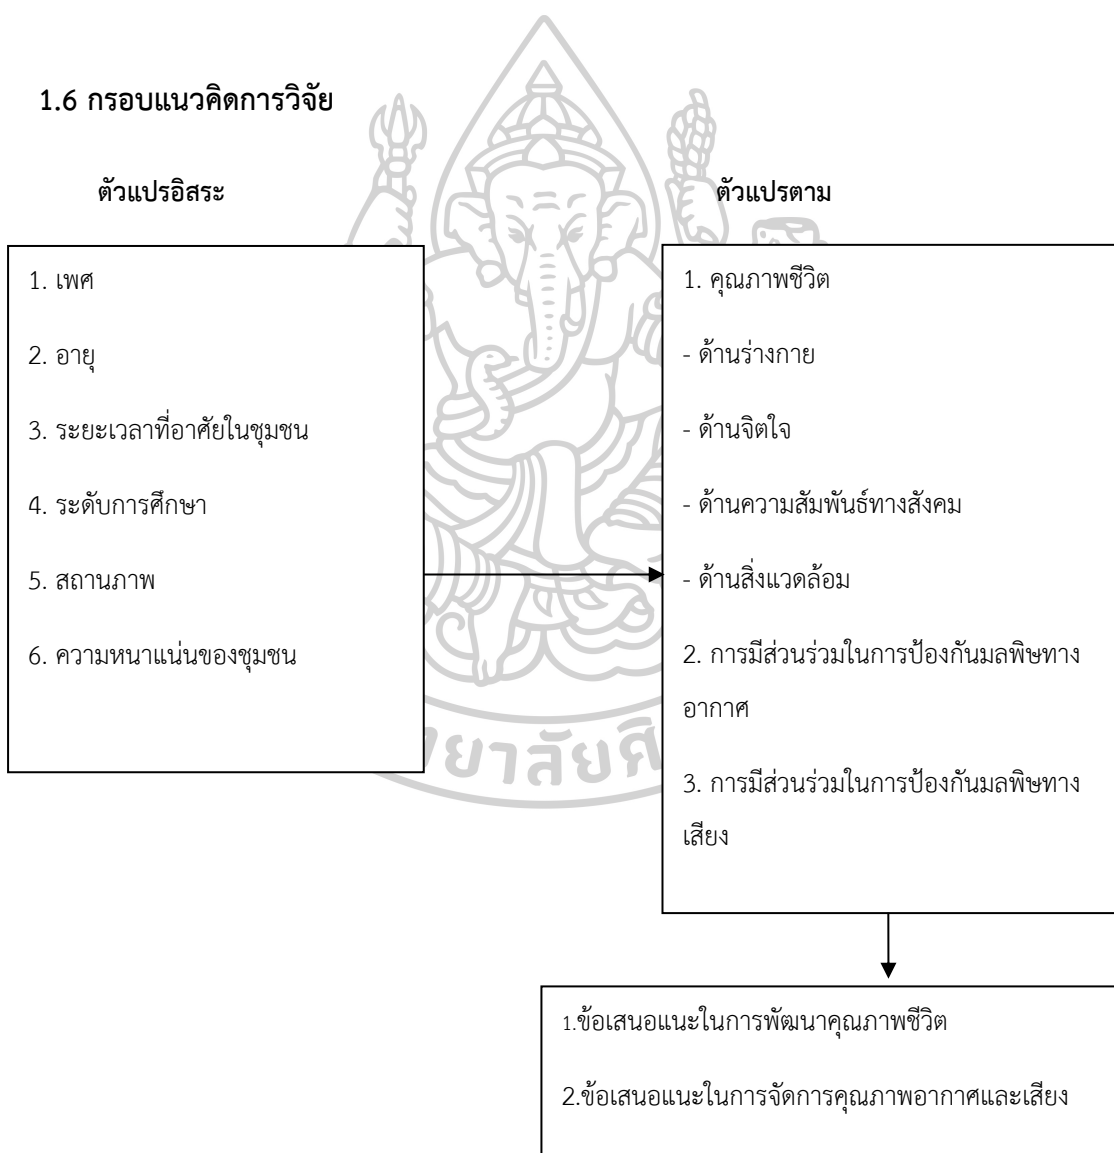 1.6 กรอบแนวคิดการวิจัย
ตัวแปรอิสระ
1. เพศ
2. อายุ
3. ระยะเวลาที่อาศัยในชุมชน
4. ระดับการศึกษา
5. สถานภาพ
6. ความหนาแน่นของชุมชน
ตัวแปรตาม
1. คุณภาพชีวิต
- ด้านร่างกาย
- ด้านจิตใจ
- ด้านความสัมพันธ์ทางสังคม
- ด้านสิ่งแวดล้อม
2. การมีส่วนร่วมในการป้องกันมลพิษทาง
อากาศ
3. การมีส่วนร่วมในการป้องกันมลพิษทาง
เสียง
1.ข้อเสนอแนะในการพัฒนาคุณภาพชีวิต
2.ข้อเสนอแนะในการจัดการคุณภาพอากาศและเสียง